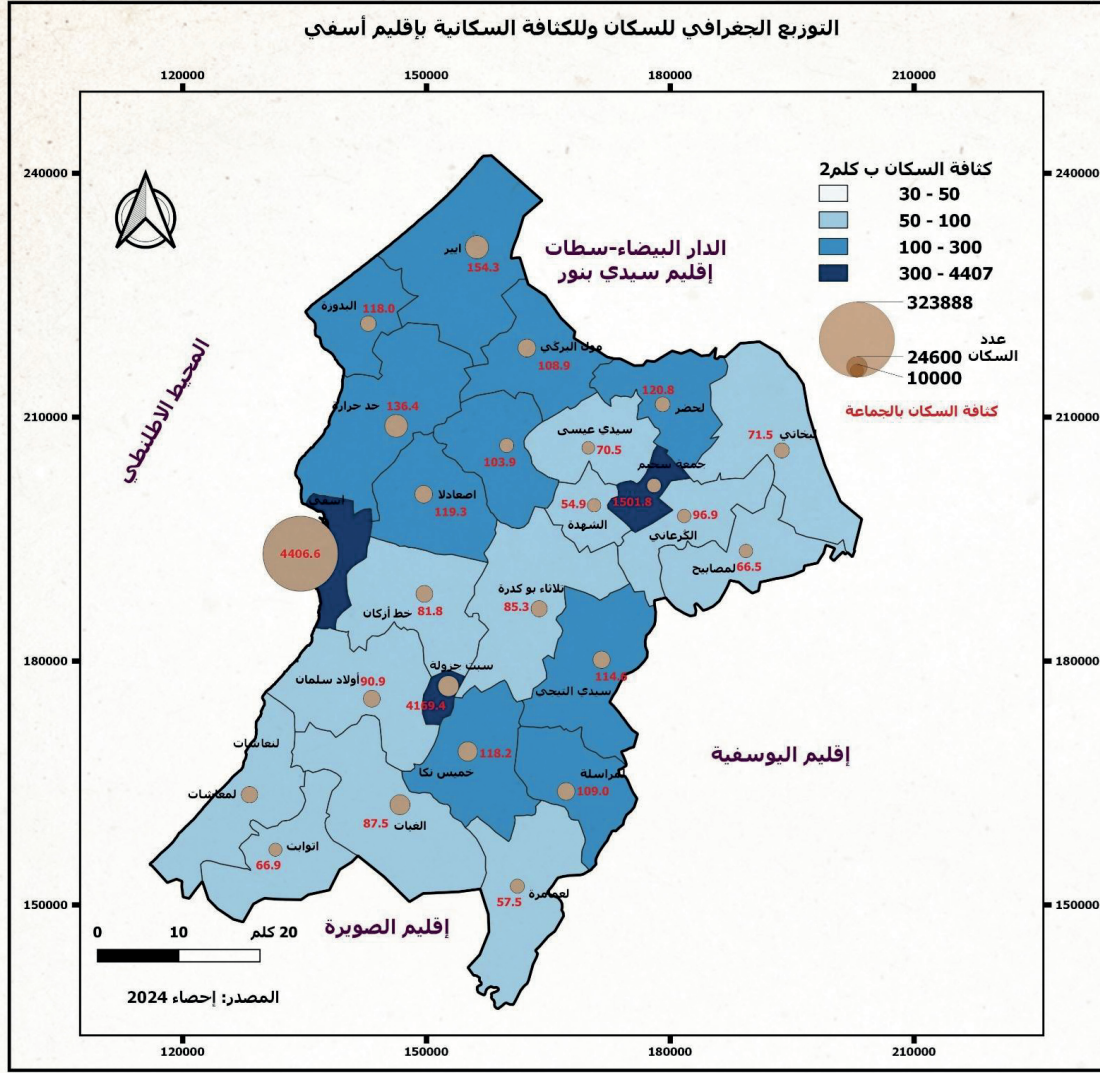 التوزيع الجغرافي للسكان وللكثافة السكانية بإقليم أسفي
120000 150000 180000 210000
240000 240000
كثافة السكان ب كلم2
30 - 50
50 - 100
100 - 300
300 - 4407
323888
عدد
السكان
24600
10000
كثافة السكان بالجماعة
الدار البيضاء-سطات
إقليم سيدي بنور
ايير
154.3
البدوزة
118.0
مول البركي
108.9
المحيط الاطلنطي
حد حرارة
136.4
لحضر
120.8
210000 210000
سيدي عيسى
70.5
لبخاتي
71.5
103.9
جمعة سحيم
1501.8
اصعادلا
119.3
54.9
الشهدة
96.9
الكرعاني
أسفي
4406.6
لمصابيح
66.5
خط أزكان
81.8
ثلاثاء بو كدرة
85.3
180000 180000
سبت جزولة
4169.4
أولاد سلمان
90.9
سيدي التيجي
114.6
إقليم اليوسفية
118.2
خميس نكا
لمراسلة
109.0
لمعاشات
الغيات
87.5
اتوابت
66.9
لعمامرة
57.5
150000 150000
إقليم الصويرة
0 10 20 كلم
المصدر: إحصاء 2024
120000 150000 180000 210000